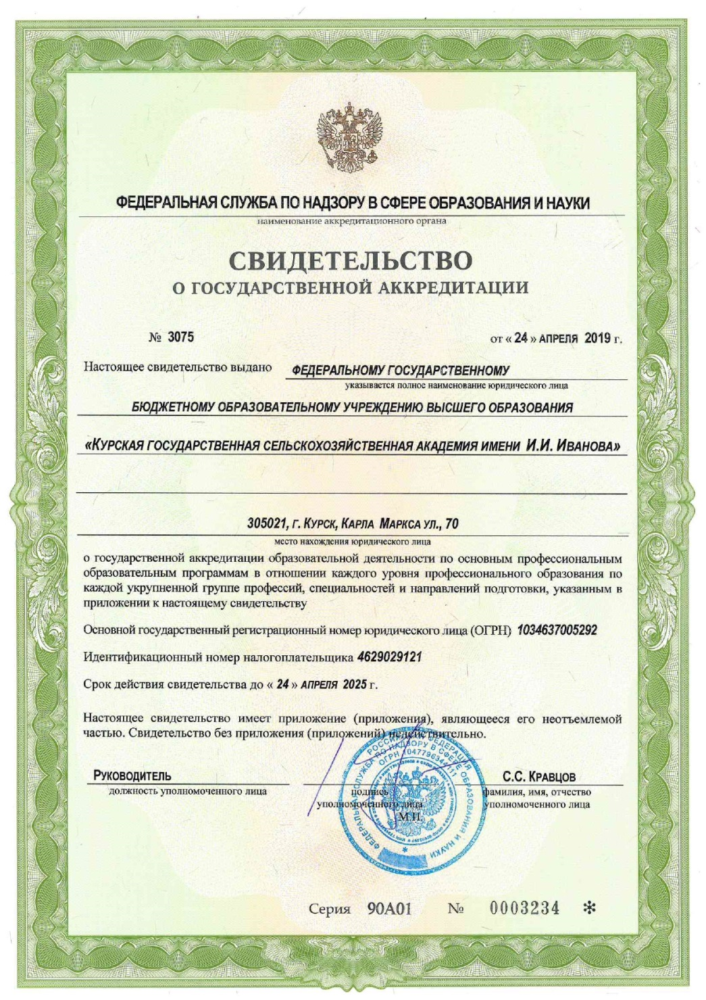 ФЕДЕРАЛЬНАЯ СЛУЖБА ПО НАДЗОРУ В СФЕРЕ ОБРАЗОВАНИЯ И НАУКИ
наименование аккредитационного органа
СВИДЕТЕЛЬСТВО
О ГОСУДАРСТВЕННОЙ АККРЕДИТАЦИИ
№ 3075 от « 24 » АПРЕЛЯ 2019 г.
Настоящее свидетельство выдано ФЕДЕРАЛЬНОМУ ГОСУДАРСТВЕННОМУ
указывается полное наименование юридического лица
БЮДЖЕТНОМУ ОБРАЗОВАТЕЛЬНОМУ УЧРЕЖДЕНИЮ ВЫСШЕГО ОБРАЗОВАНИЯ
«КУРСКАЯ ГОСУДАРСТВЕННАЯ СЕЛЬСКОХОЗЯЙСТВЕННАЯ АКАДЕМИЯ ИМЕНИ И.И. ИВАНОВА»
305021, Г. КУРСК, КАРЛА МАРКСА УЛ., 70
место нахождения юридического лица
о государственной аккредитации образовательной деятельности по основным профессиональным
образовательным программам в отношении каждого уровня профессионального образования по
каждой укрупненной группе профессий, специальностей и направлений подготовки, указанным в
приложении к настоящему свидетельству
Основной государственный регистрационный номер юридического лица (ОГРН) 1034637005292
Идентификационный номер налогоплательщика 4629029121
Срок действия свидетельства до « 24 » АПРЕЛЯ 2025 г.
Настоящее свидетельство имеет приложение (приложения), являющееся его неотъемлемой
частью. Свидетельство без приложения (приложений) недействительно.
РУКОВОДИТЕЛЬ С.С. КРАВЦОВ
должность уполномоченного лица подпись фамилия, имя, отчество
уполномоченного лица уполномоченного лица
М.П.
РОССИЙСКАЯ ФЕДЕРАЦИЯ
ФЕДЕРАЛЬНАЯ СЛУЖБА ПО НАДЗОРУ В СФЕРЕ ОБРАЗОВАНИЯ И НАУКИ
Серия 90А01 № 0003234 *